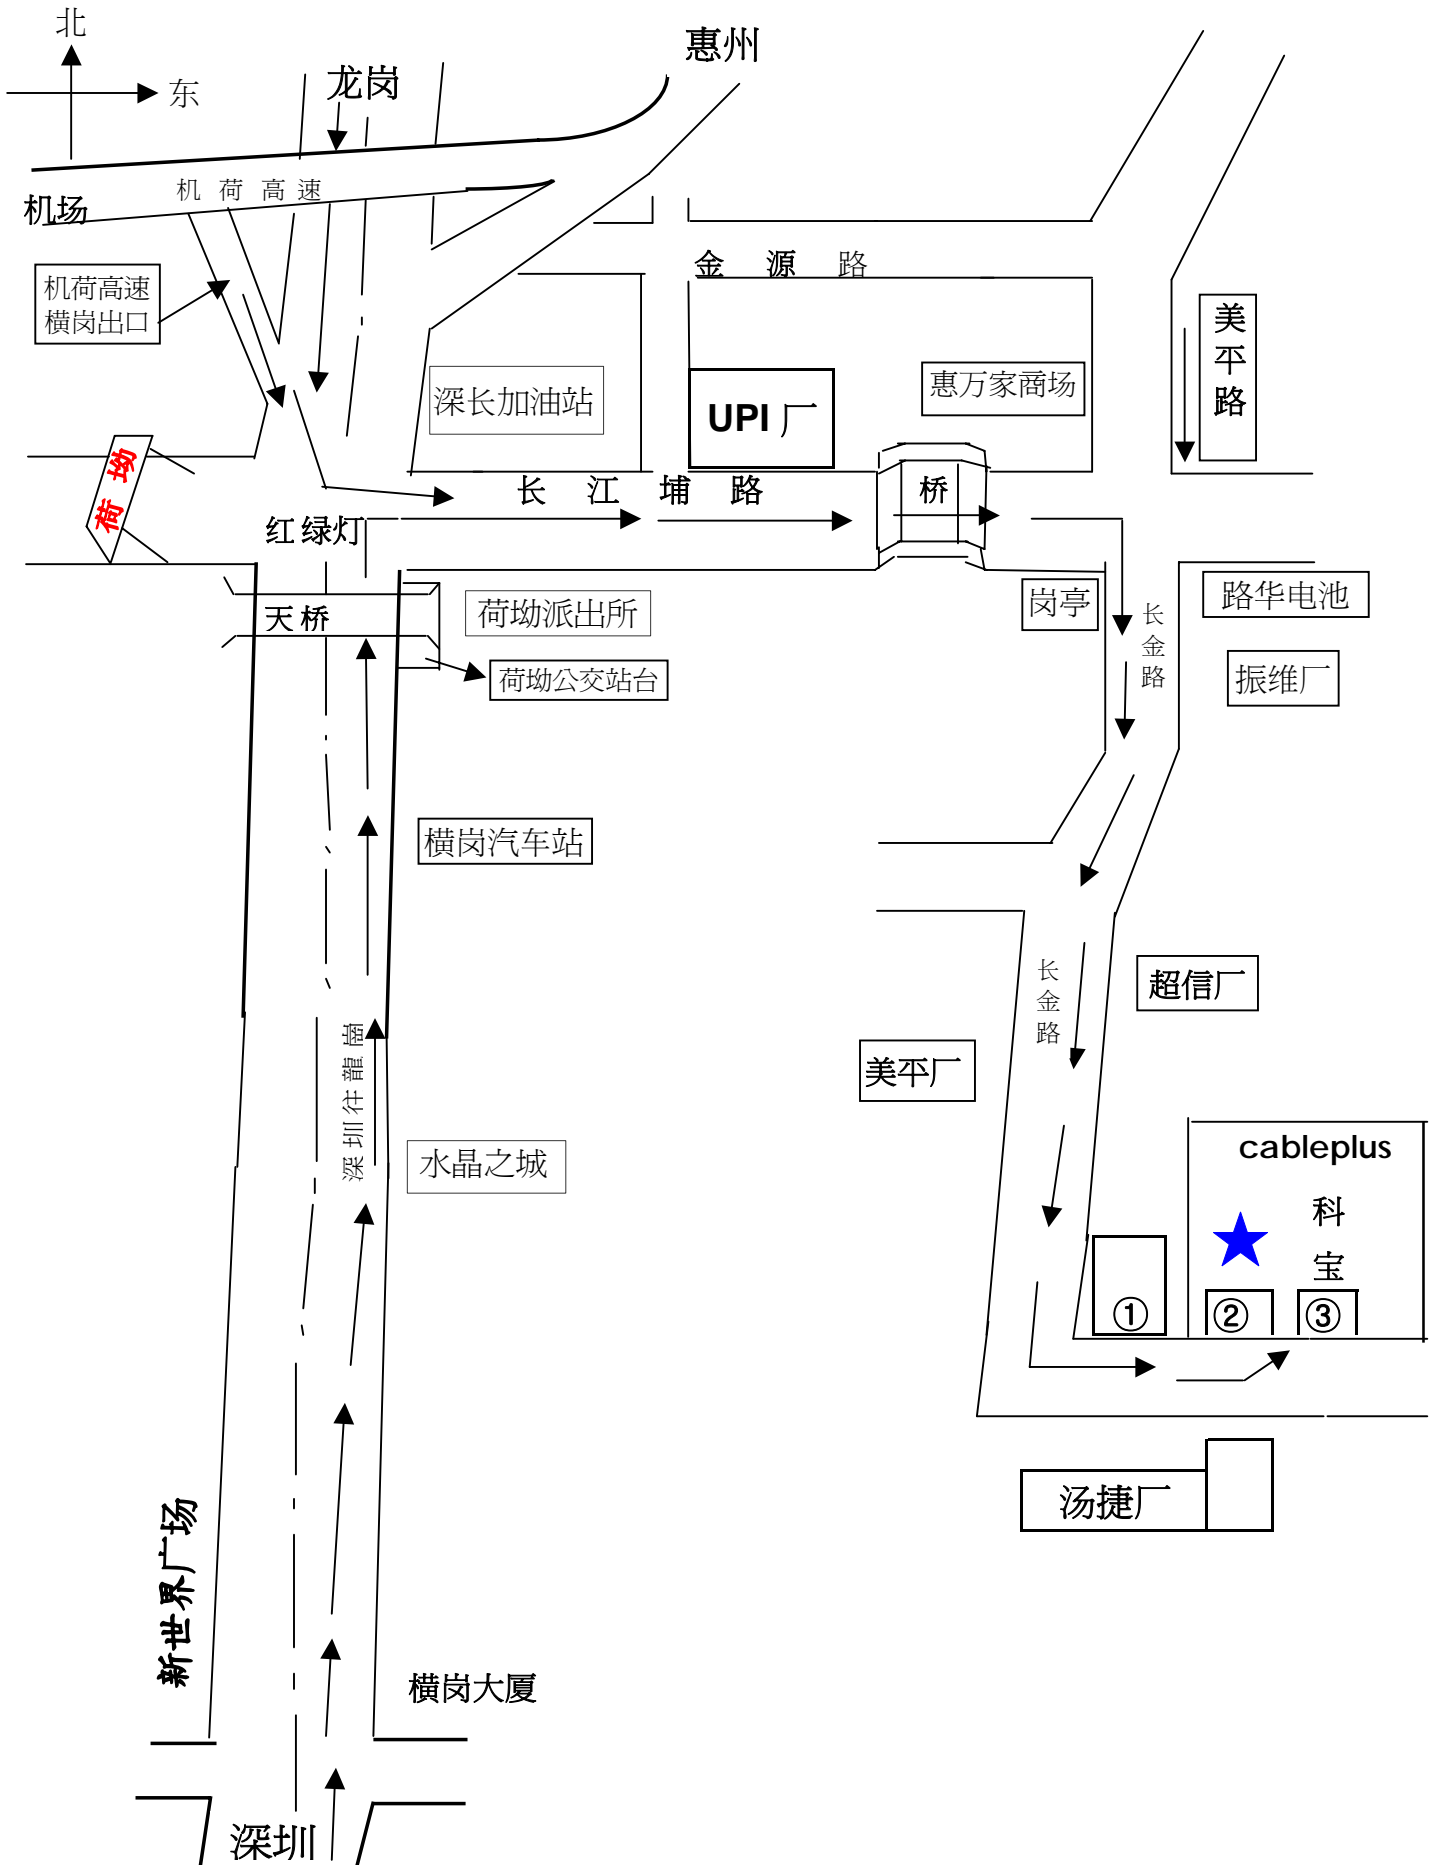 北
东
龙岗
惠州
机荷高速
机场
金源路
机荷高速
横岗出口
美平路
深长加油站
UPI厂
惠万家商场
荷坳
长江埔路
桥
红绿灯
天桥
荷坳派出所
岗亭
路华电池
长金路
荷坳公交站台
振维厂
横岗汽车站
长金路
超信厂
深圳往龍崗
美平厂
水晶之城
cableplus
科宝
①
②
③
汤捷厂
新世界广场
横岗大厦
深圳